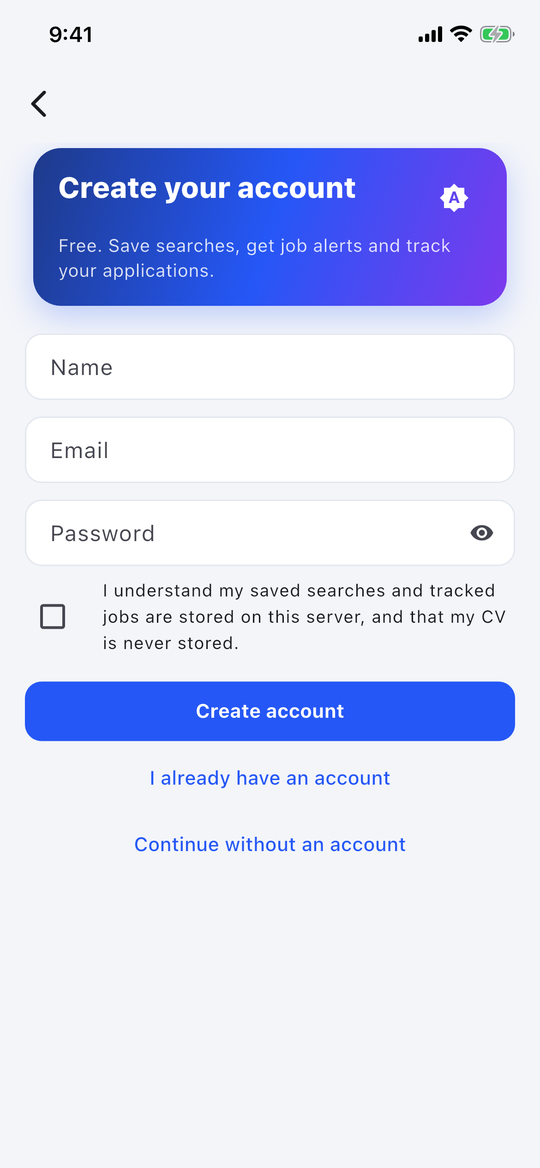 9:41
Create your account
A
Free. Save searches, get job alerts and track
your applications.
Name
Email
Password
I understand my saved searches and tracked
jobs are stored on this server, and that my CV
is never stored.
Create account
I already have an account
Continue without an account